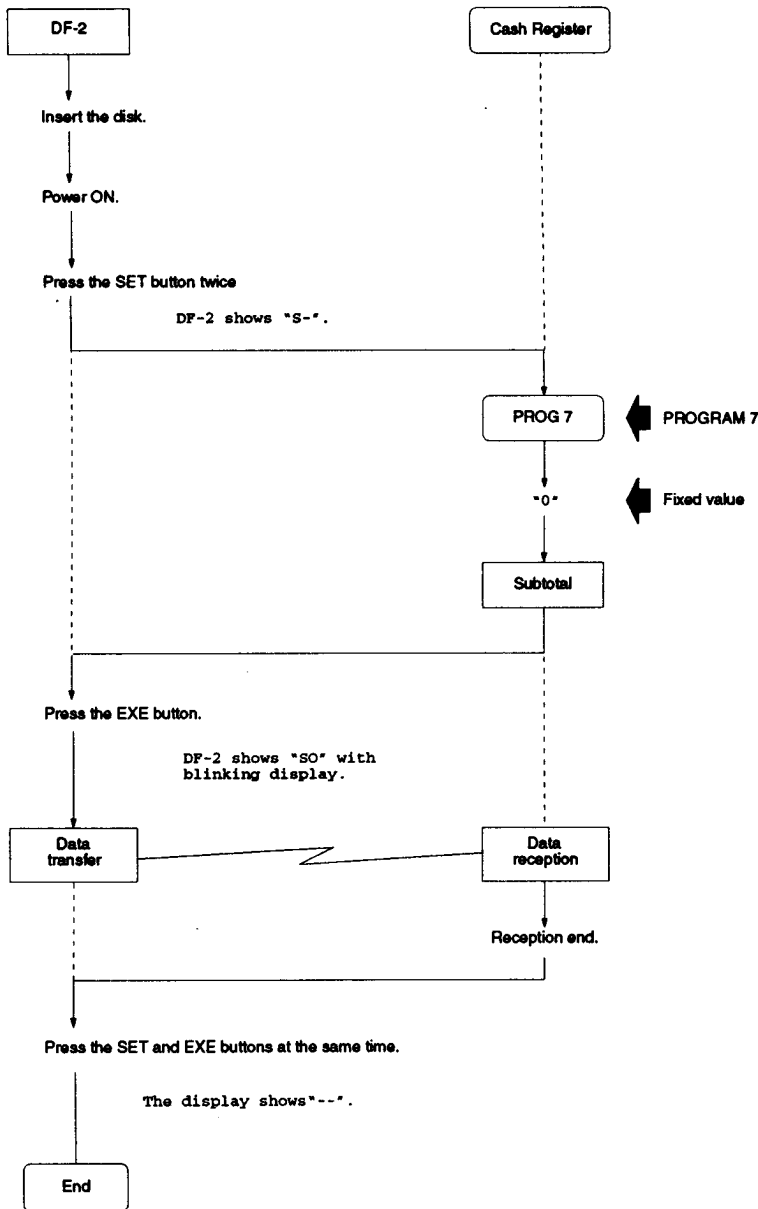 DF-2
Cash Register
Insert the disk.
Power ON.
Press the SET button twice
DF-2 shows "S-".
PROG 7
PROGRAM 7
"0"
Fixed value
Subtotal
Press the EXE button.
DF-2 shows "SO" with
blinking display.
Data
transfer
Data
reception
Reception end.
Press the SET and EXE buttons at the same time.
The display shows"--".
End